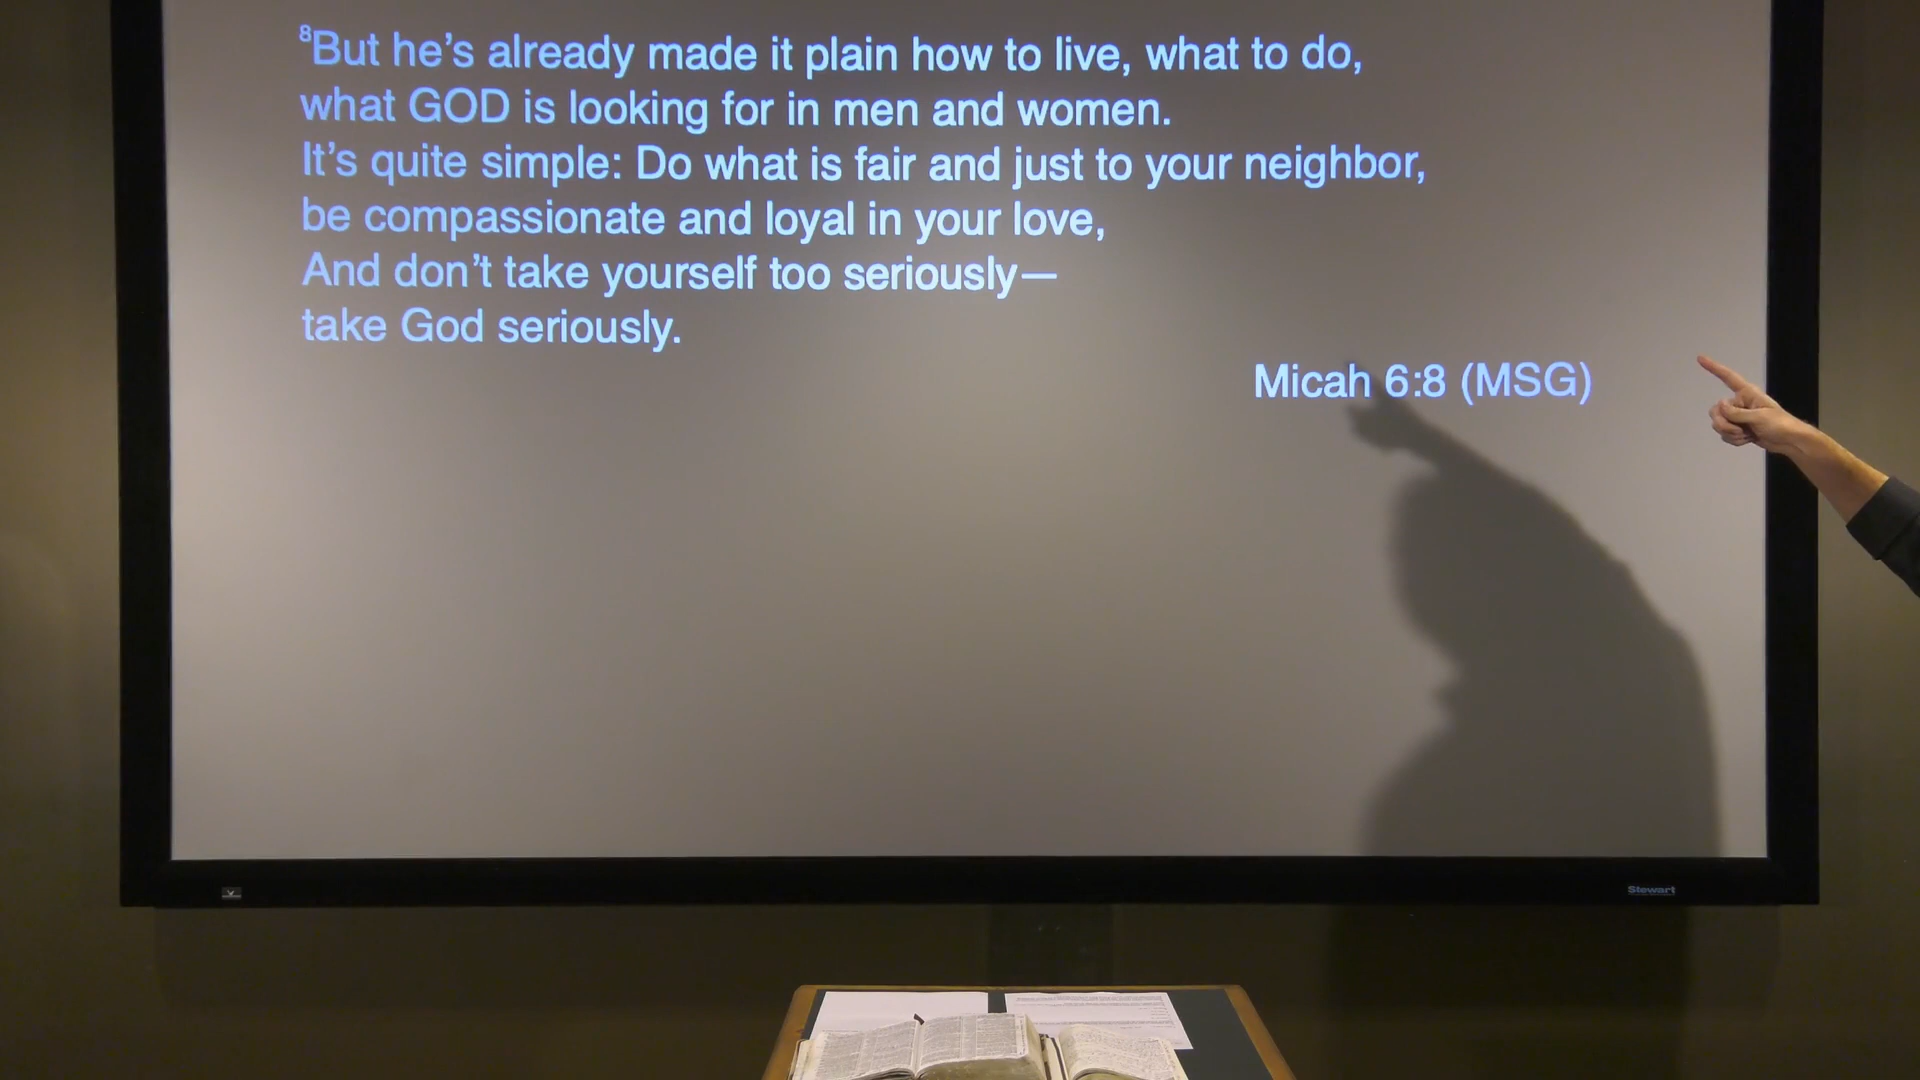 ⁸But he’s already made it plain how to live, what to do,
what GOD is looking for in men and women.
It’s quite simple: Do what is fair and just to your neighbor,
be compassionate and loyal in your love,
And don’t take yourself too seriously—
take God seriously.
Micah 6:8 (MSG)
Stewart